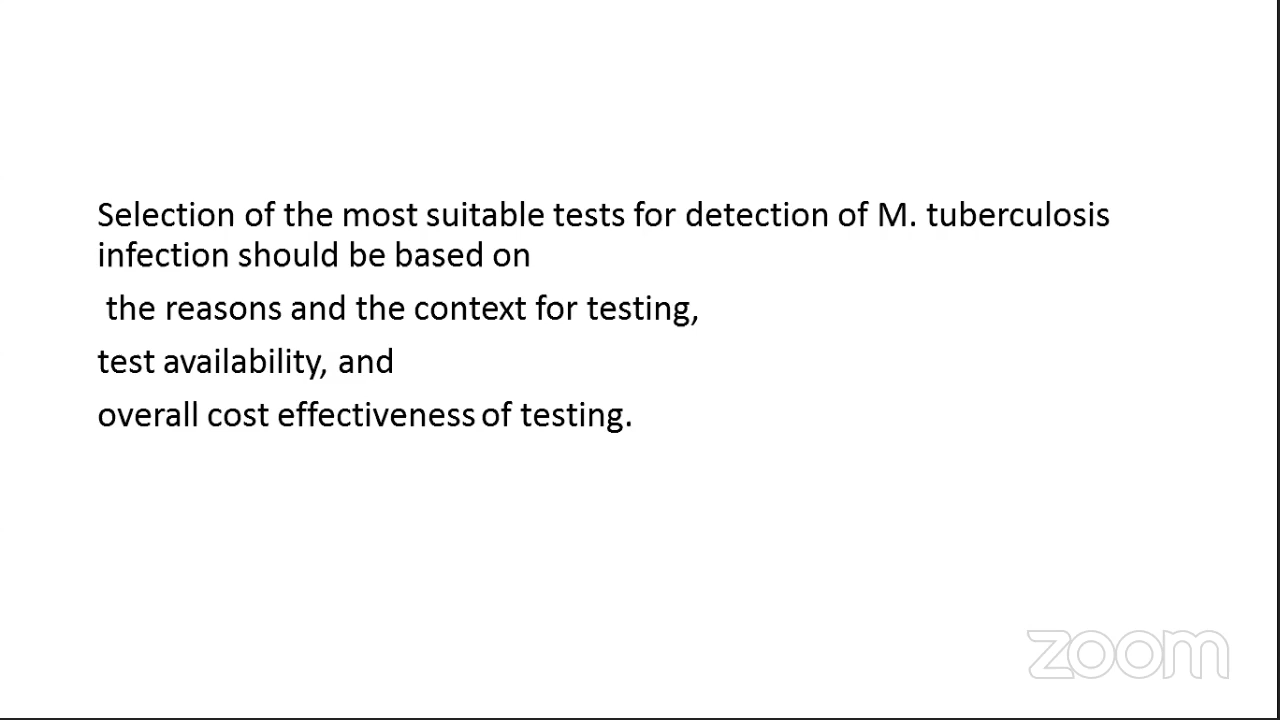 Selection of the most suitable tests for detection of M. tuberculosis
infection should be based on
the reasons and the context for testing,
test availability, and
overall cost effectiveness of testing.
zoom